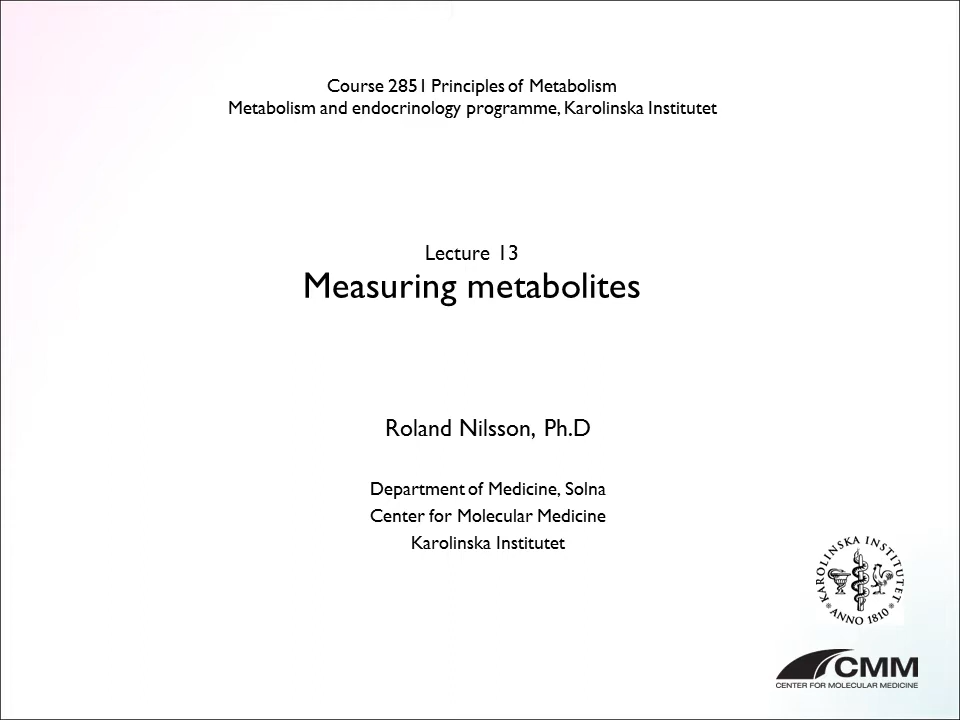 Course 2851 Principles of Metabolism
Metabolism and endocrinology programme, Karolinska Institutet
Lecture 13
Measuring metabolites
Roland Nilsson, Ph.D
Department of Medicine, Solna
Center for Molecular Medicine
Karolinska Institutet
KAROLINSKA INSTITUTET
ANNO 1810
CMM
CENTER FOR MOLECULAR MEDICINE